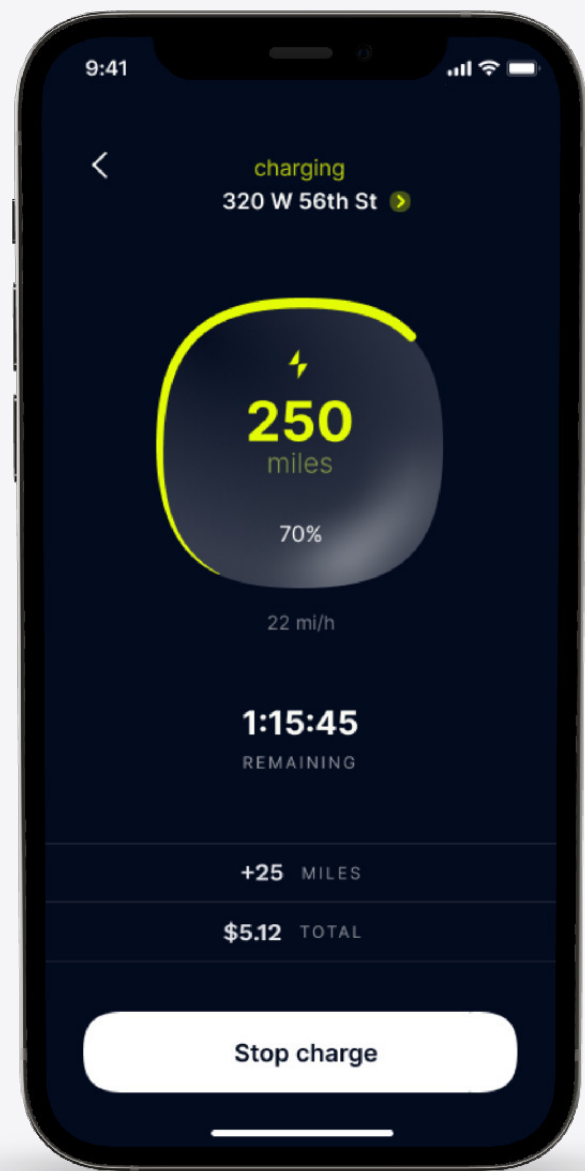 9:41
charging
320 W 56th St
250
miles
70%
22 mi/h
1:15:45
REMAINING
+25 MILES
$5.12 TOTAL
Stop charge